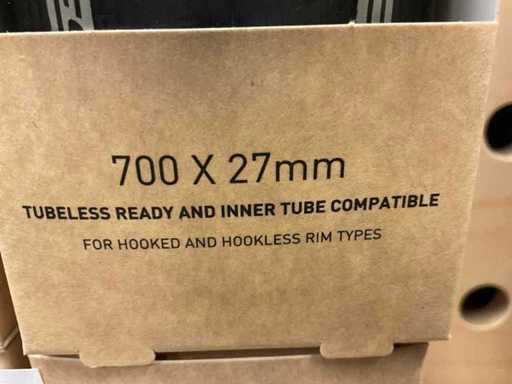 700 X 27mm
TUBELESS READY AND INNER TUBE COMPATIBLE
FOR HOOKED AND HOOKLESS RIM TYPES